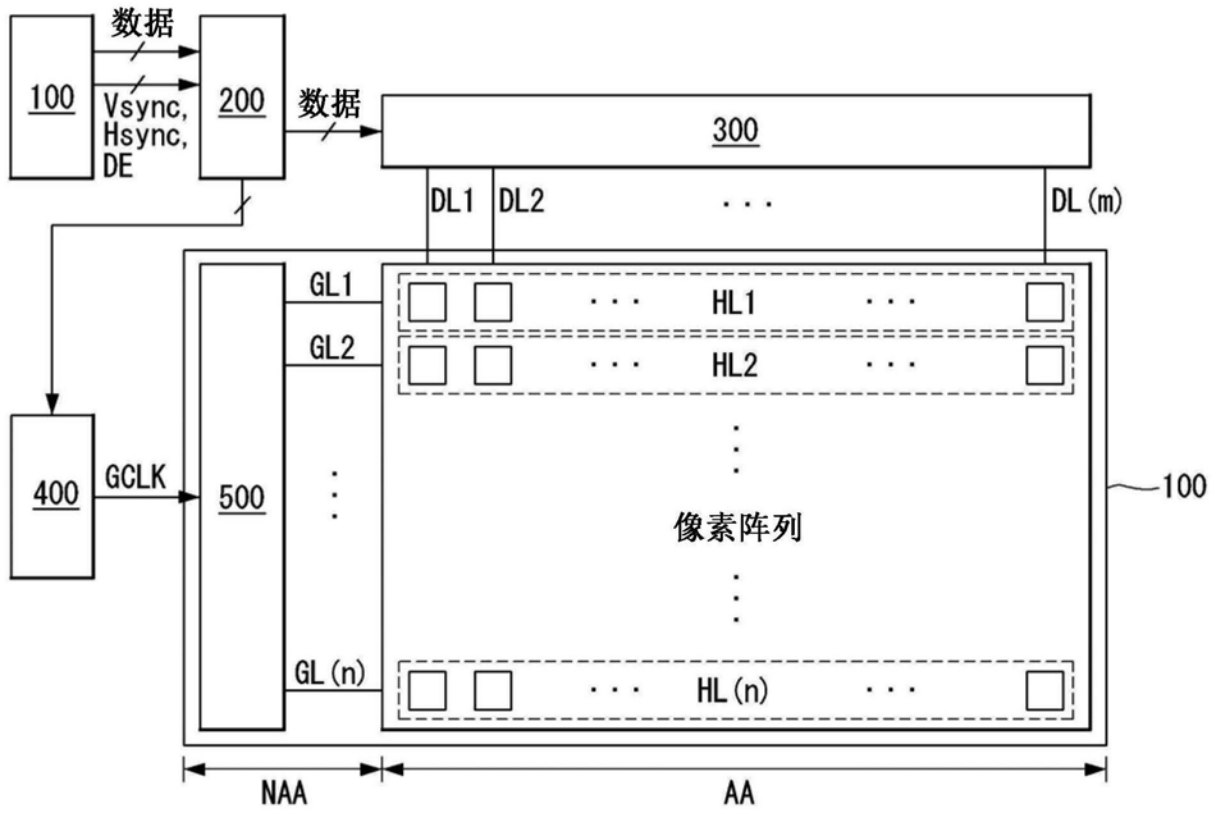 数据
100
200
Vsync,
Hsync,
DE
数据
300
DL1 DL2 ... DL(m)
GL1
HL1
GL2
HL2
400
GCLK
500
像素阵列
100
GL(n)
HL(n)
NAA
AA